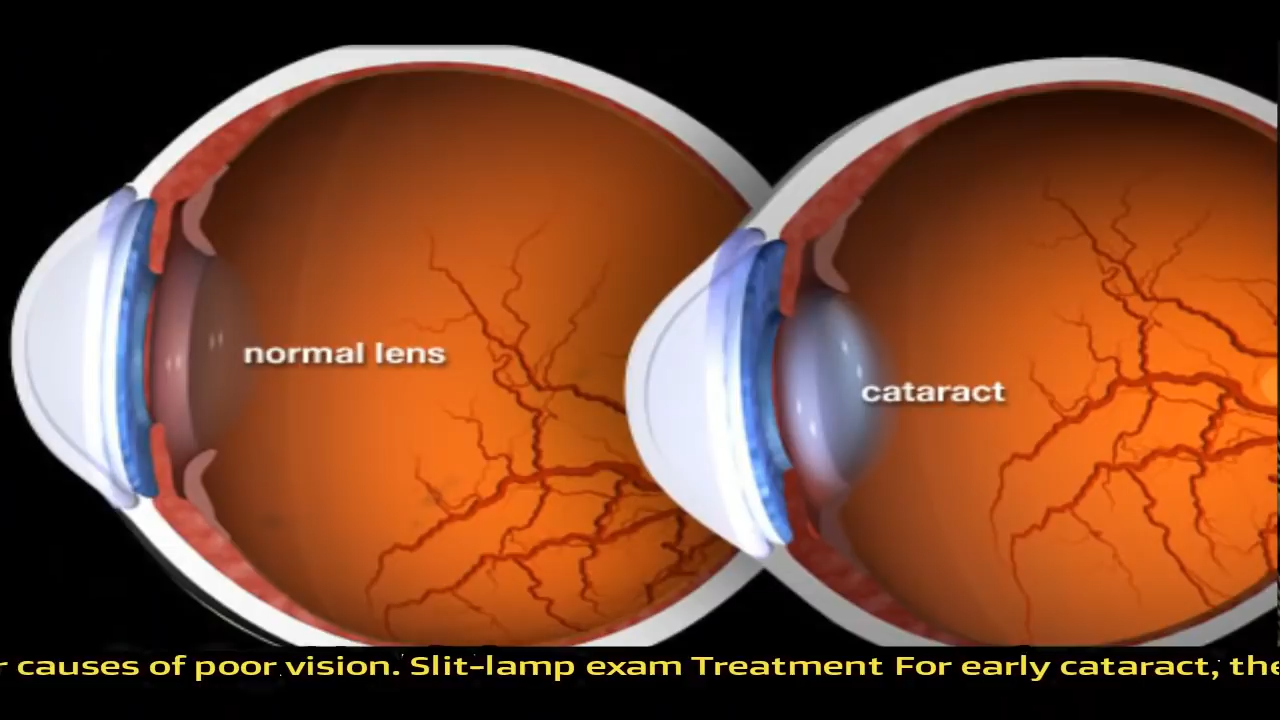 normal lens
cataract
r causes of poor vision. Slit-lamp exam Treatment For early cataract, the